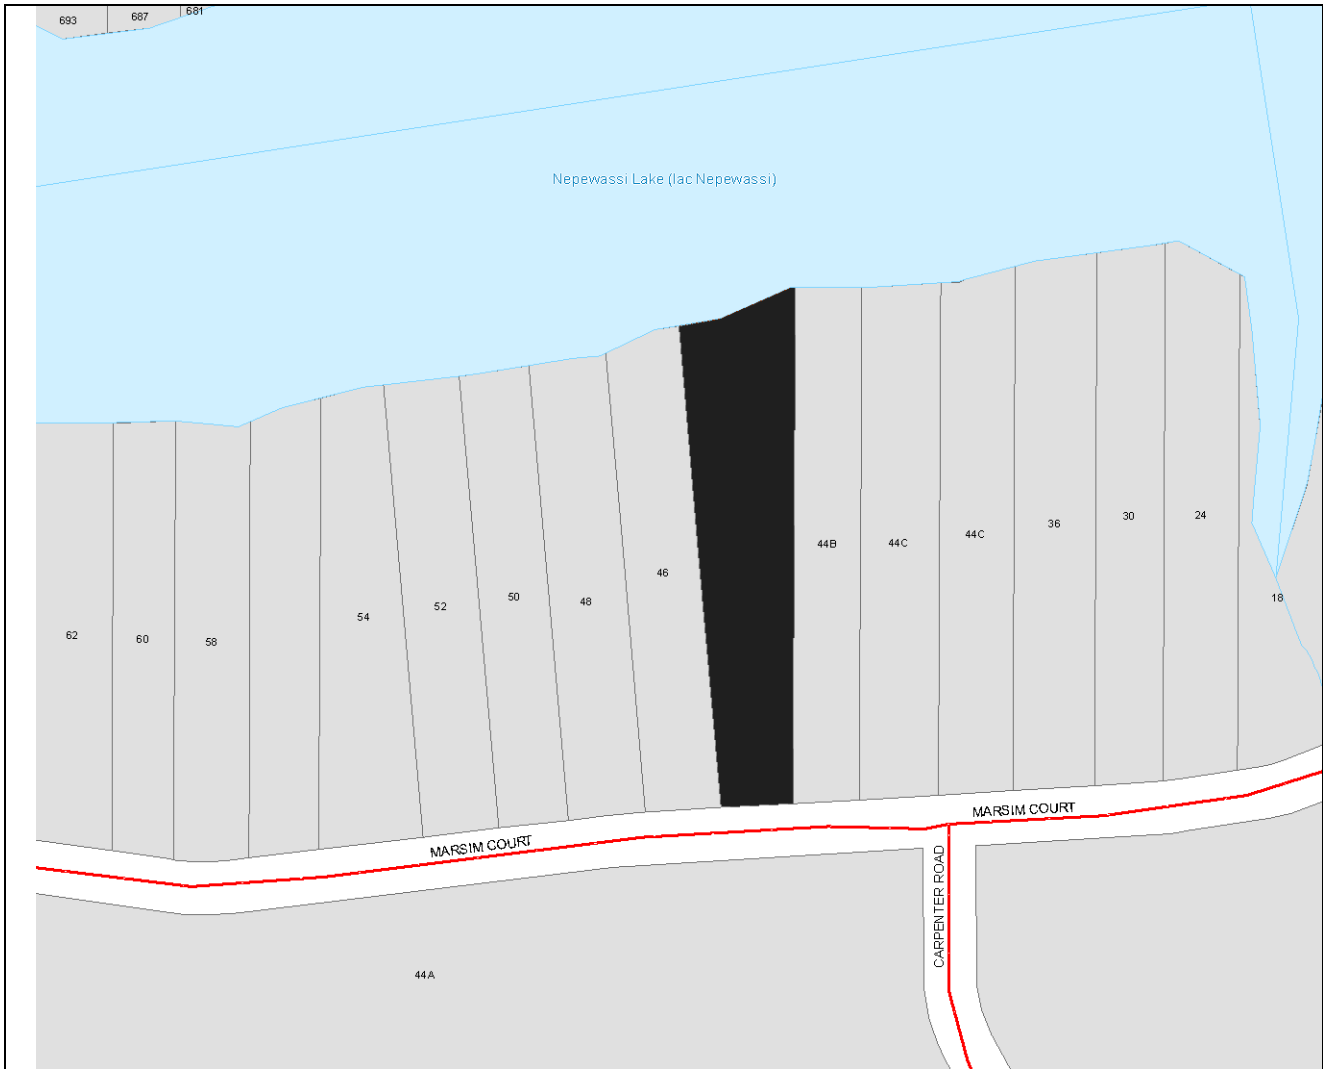 693
687
681
Nepewassi Lake (lac Nepewassi)
62
60
58
54
52
50
48
46
44B
44C
44C
36
30
24
18
MARSIM COURT
MARSIM COURT
CARPENTER ROAD
44A